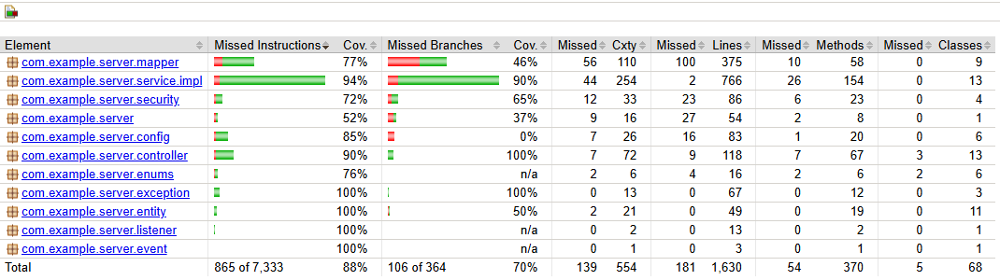 Element Missed Instructions Cov. Missed Branches Cov. Missed Cxty Missed Lines Missed Methods Missed Classes
com.example.server.mapper 77% 46% 56 110 100 375 10 58 0 9
com.example.server.service.impl 94% 90% 44 254 2 766 26 154 0 13
com.example.server.security 72% 65% 12 33 23 86 6 23 0 4
com.example.server 52% 37% 9 16 27 54 2 8 0 1
com.example.server.config 85% 0% 7 26 16 83 1 20 0 6
com.example.server.controller 90% 100% 7 72 9 118 7 67 3 13
com.example.server.enums 76% n/a 2 6 4 16 2 6 2 6
com.example.server.exception 100% 100% 0 13 0 67 0 12 0 3
com.example.server.entity 100% 50% 2 21 0 49 0 19 0 11
com.example.server.listener 100% n/a 0 2 0 13 0 2 0 1
com.example.server.event 100% n/a 0 1 0 3 0 1 0 1
Total 865 of 7,333 88% 106 of 364 70% 139 554 181 1,630 54 370 5 68